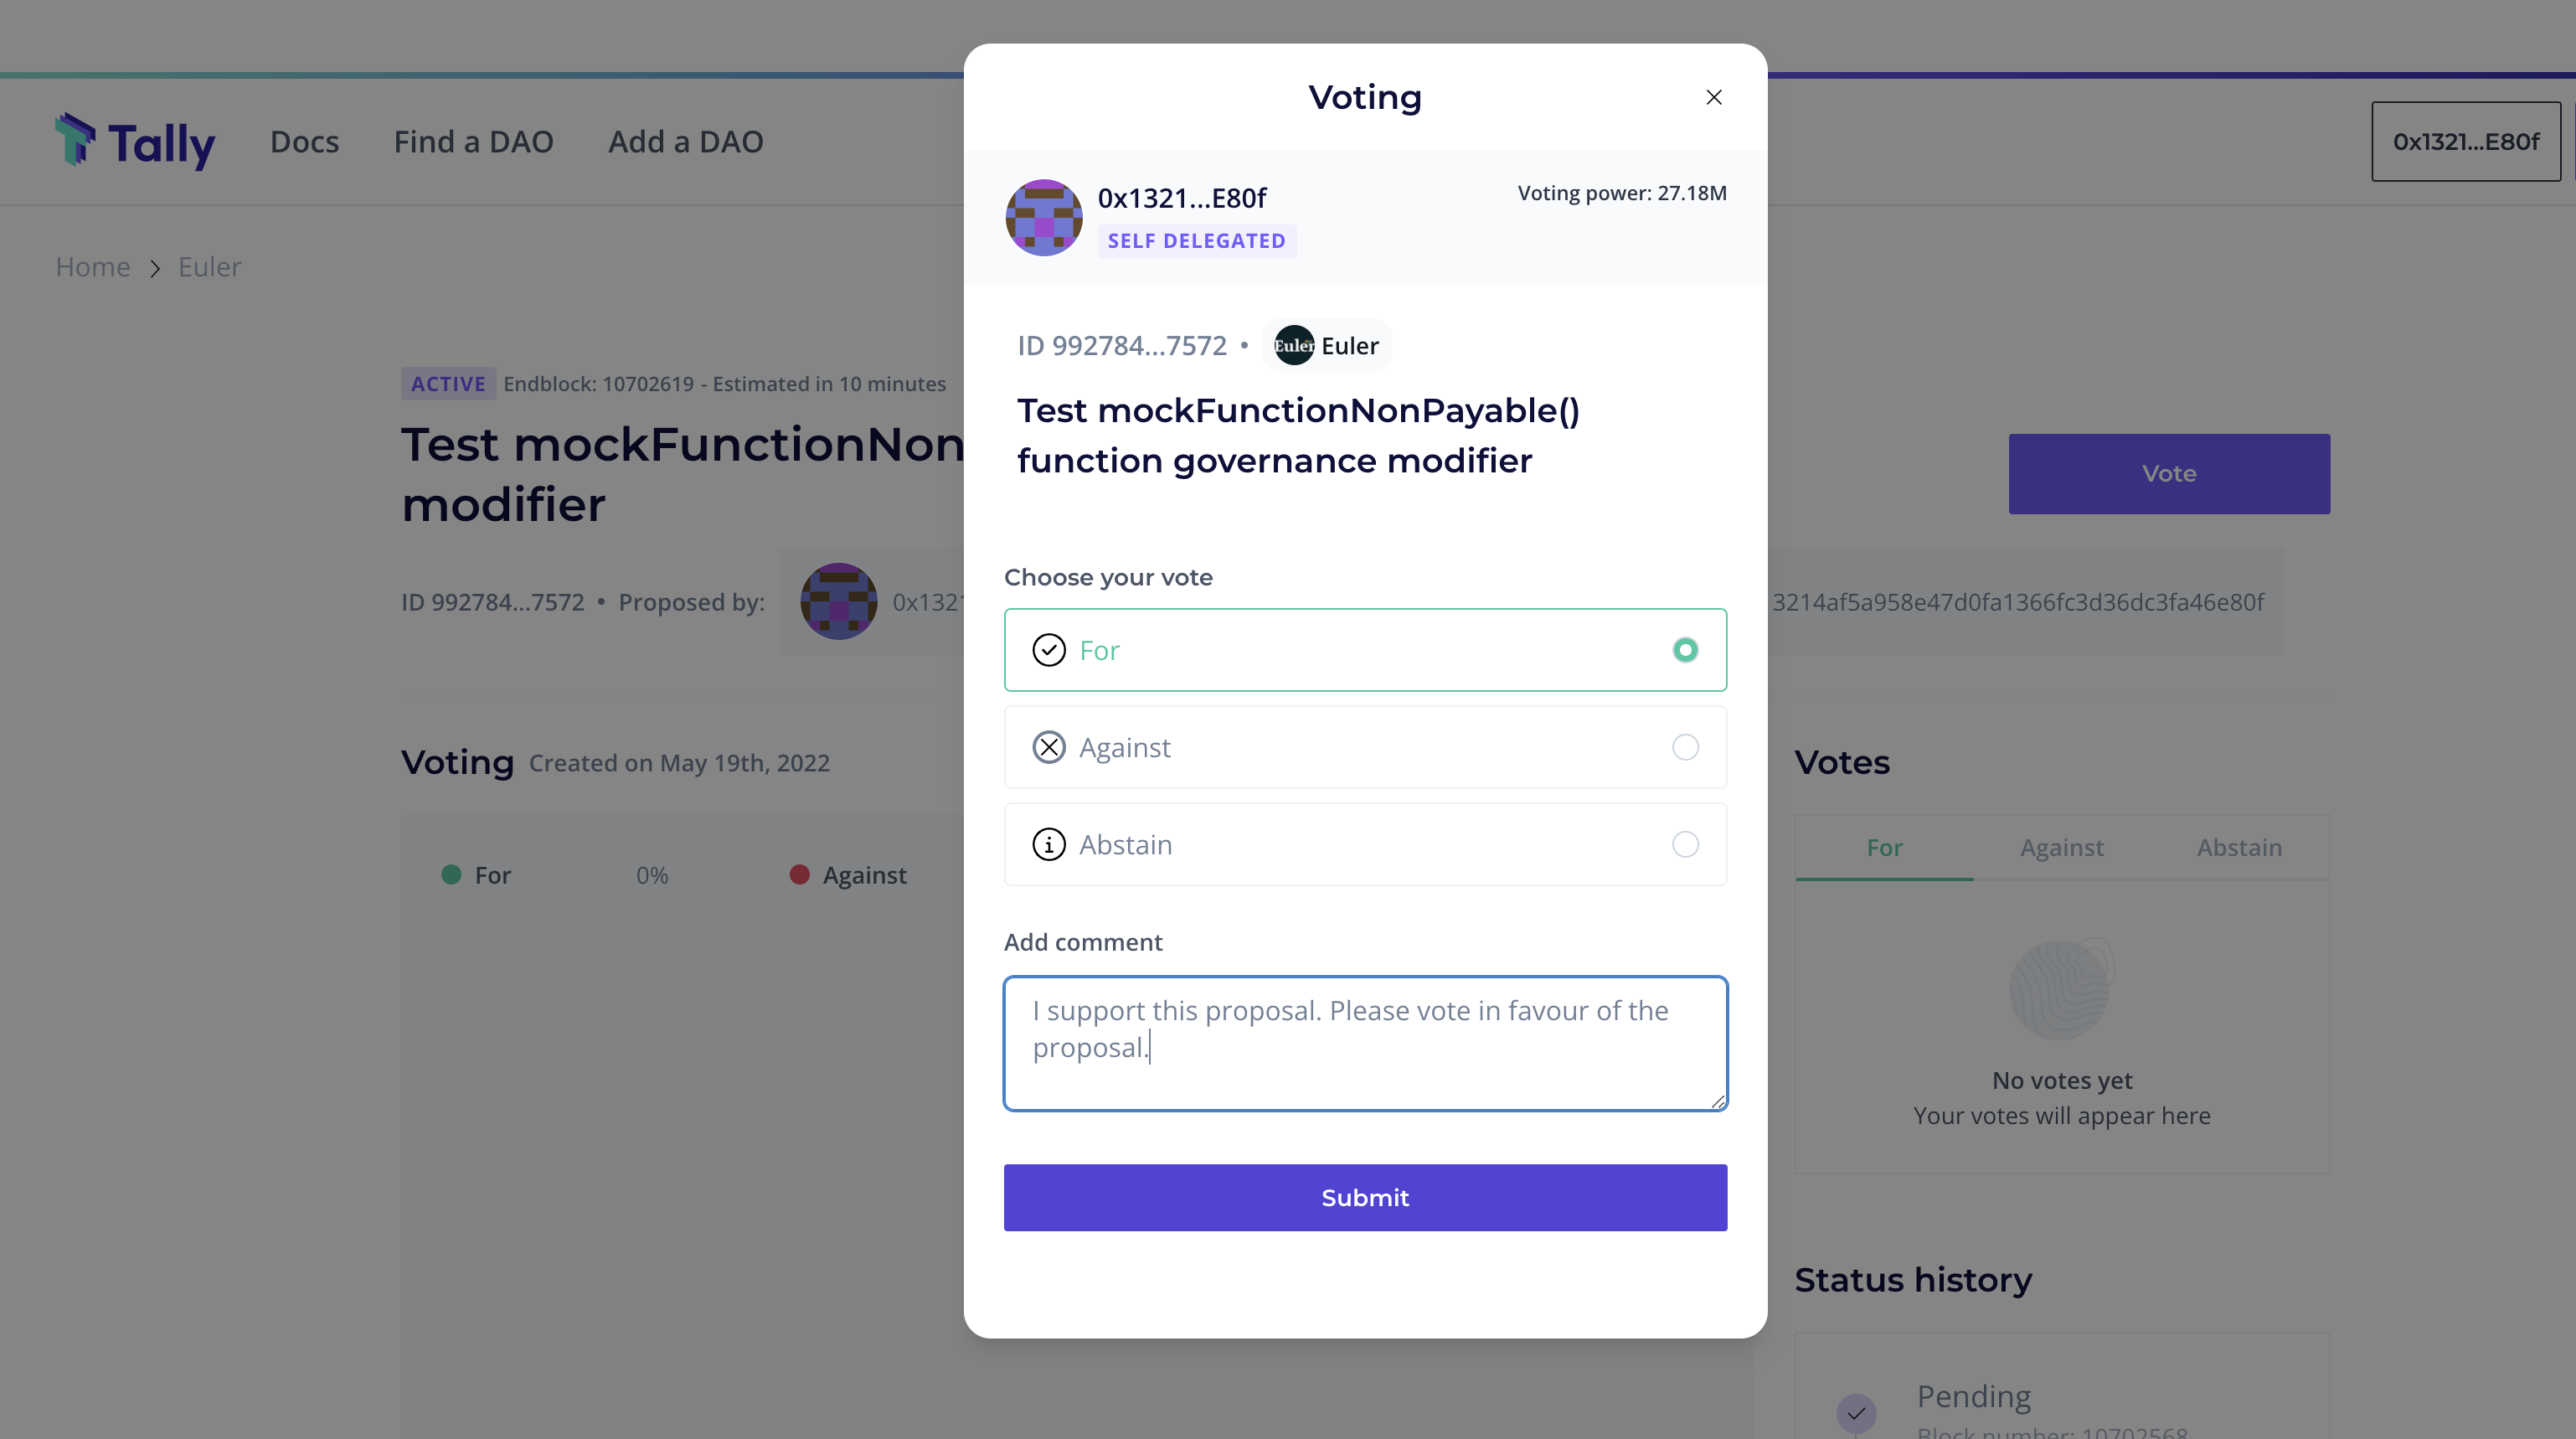 Tally
Docs
Find a DAO
Add a DAO
0x1321...E80f
Home
Euler
ACTIVE
Endblock: 10702619 - Estimated in 10 minutes
Test mockFunctionNon
modifier
Vote
ID 992784...7572 • Proposed by:
0x132
3214af5a958e47d0fa1366fc3d36dc3fa46e80f
Voting
Created on May 19th, 2022
For
0%
Against
Voting
0x1321...E80f
Voting power: 27.18M
SELF DELEGATED
ID 992784...7572 •
Euler
Euler
Test mockFunctionNonPayable()
function governance modifier
Choose your vote
For
Against
Abstain
Add comment
I support this proposal. Please vote in favour of the
proposal.
Submit
Votes
For
Against
Abstain
No votes yet
Your votes will appear here
Status history
Pending
Block number: 10702568